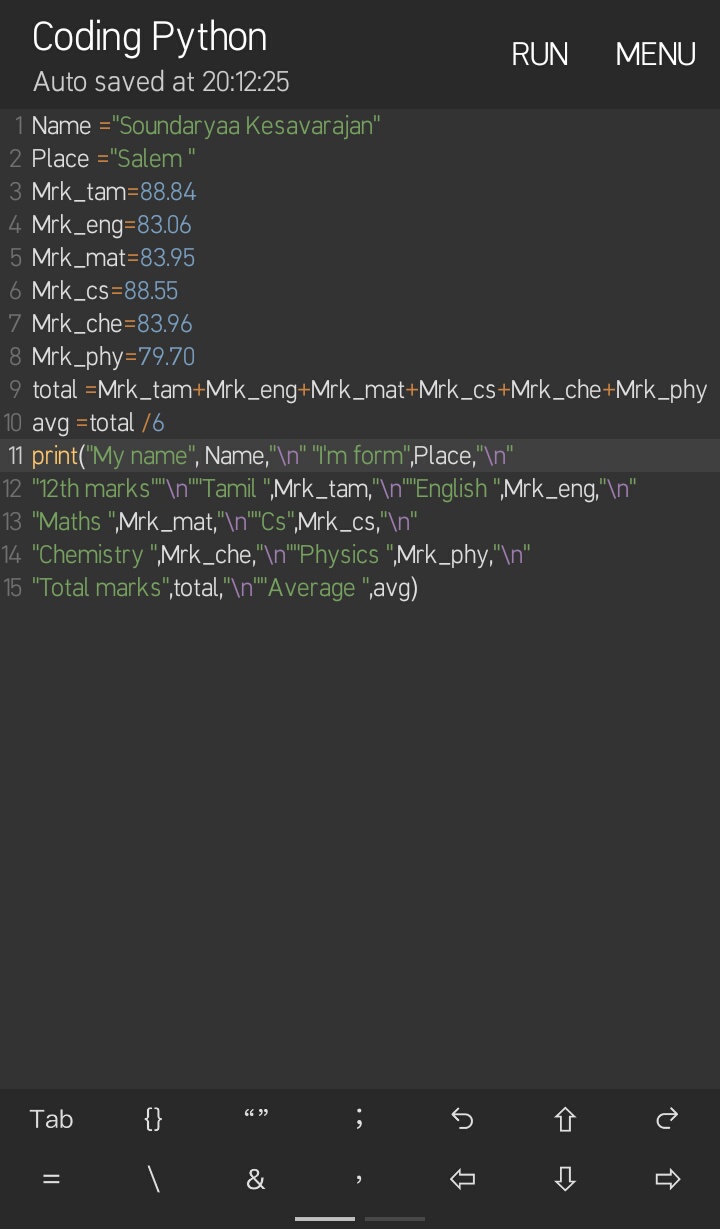 Coding Python
Auto saved at 20:12:25
RUN MENU
1 Name ="Soundaryaa Kesavarajan"
2 Place ="Salem "
3 Mrk_tam=88.84
4 Mrk_eng=83.06
5 Mrk_mat=83.95
6 Mrk_cs=88.55
7 Mrk_che=83.96
8 Mrk_phy=79.70
9 total =Mrk_tam+Mrk_eng+Mrk_mat+Mrk_cs+Mrk_che+Mrk_phy
10 avg =total /6
11 print("My name", Name,"\n" "I'm form",Place,"\n"
12 "12th marks""\n""Tamil ",Mrk_tam,"\n""English ",Mrk_eng,"\n"
13 "Maths ",Mrk_mat,"\n""Cs",Mrk_cs,"\n"
14 "Chemistry ",Mrk_che,"\n""Physics ",Mrk_phy,"\n"
15 "Total marks",total,"\n""Average ",avg)
Tab {} “ ” ;
= \ & ,